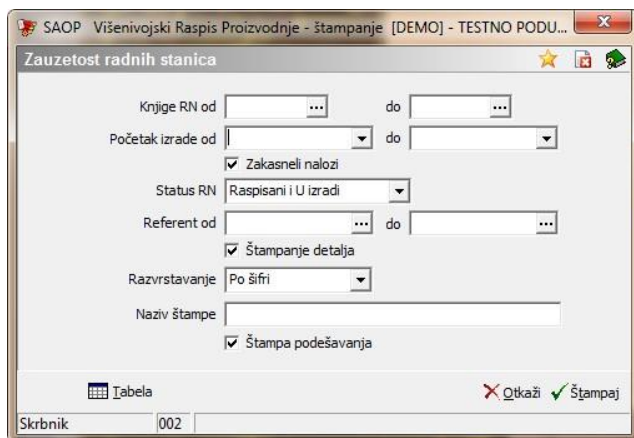 SAOP Višenivojski Raspis Proizvodnje - štampanje [DEMO] - TESTNO PODU...
Zauzetost radnih stanica
Knjige RN od ... do ...
Početak izrade od do
Zakasneli nalozi
Status RN Raspisani i U izradi
Referent od ... do ...
Štampanje detalja
Razvrstavanje Po šifri
Naziv štampe
Štampa podešavanja
Tabela Otkaži Štampaj
Skrbnik 002